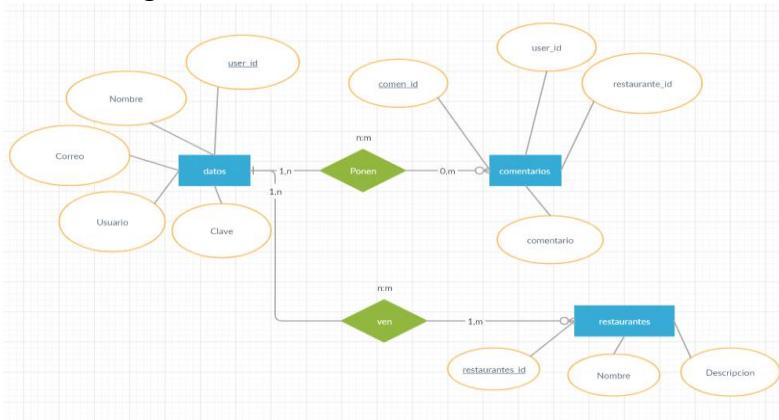 user_id
Nombre
Correo
datos
Usuario
Clave
1,n
1,n
n:m
Ponen
0,m
comen_id
user_id
restaurante_id
comentarios
comentario
n:m
ven
1,m
restaurantes
restaurantes_id
Nombre
Descripcion